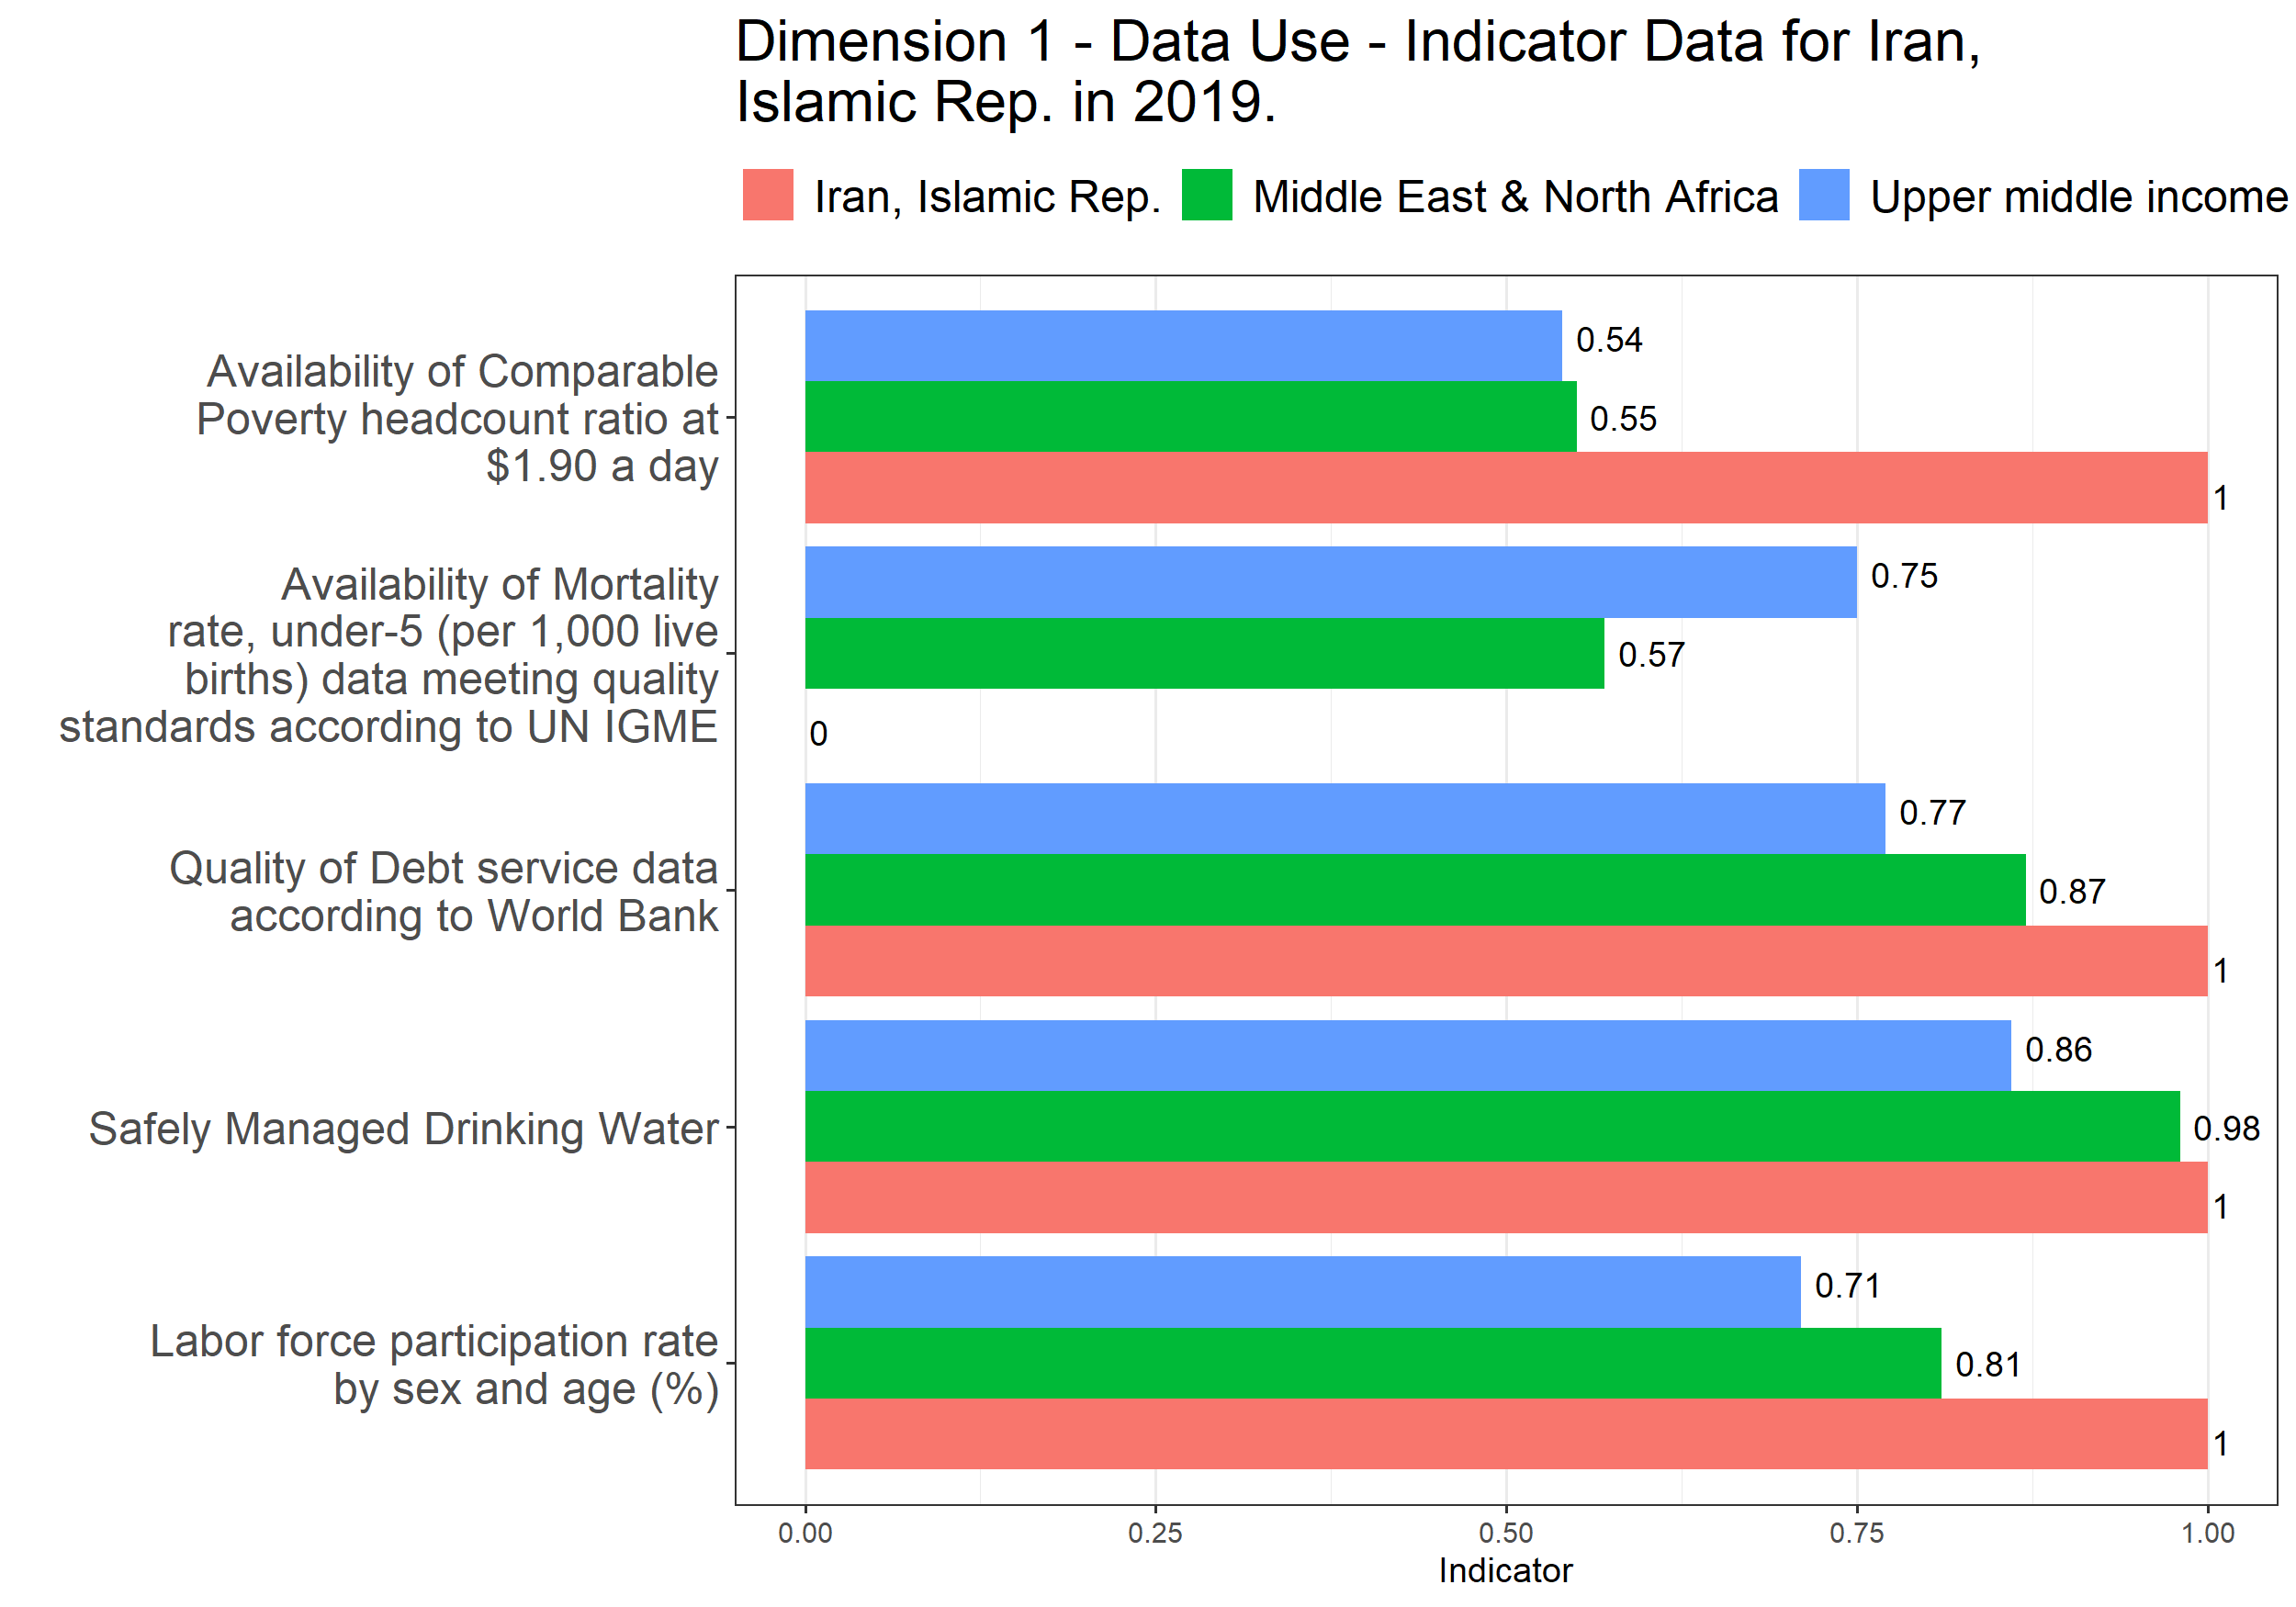 Dimension 1 - Data Use - Indicator Data for Iran,
Islamic Rep. in 2019.
Iran, Islamic Rep. Middle East & North Africa Upper middle income
Availability of Comparable
Poverty headcount ratio at
$1.90 a day
0.54
0.55
1
Availability of Mortality
rate, under-5 (per 1,000 live
births) data meeting quality
standards according to UN IGME
0.75
0.57
0
Quality of Debt service data
according to World Bank
0.77
0.87
1
Safely Managed Drinking Water
0.86
0.98
1
Labor force participation rate
by sex and age (%)
0.71
0.81
1
0.00 0.25 0.50 0.75 1.00
Indicator